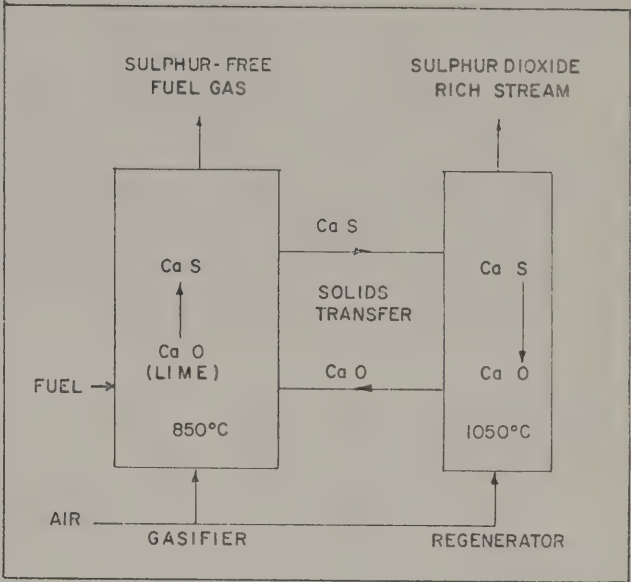 SULPHUR-FREE
FUEL GAS
SULPHUR DIOXIDE
RICH STREAM
Ca S
Ca S
Ca S
SOLIDS
TRANSFER
Ca O
(LIME)
Ca O
Ca O
FUEL
850°C
1050°C
AIR
GASIFIER
REGENERATOR